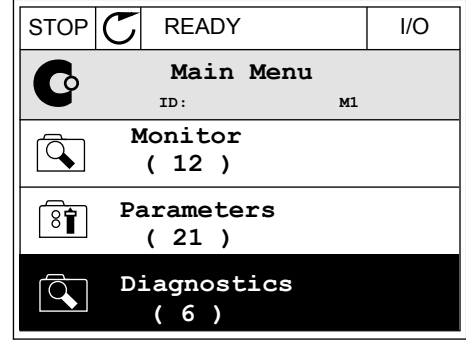 STOP READY I/O
Main Menu
ID: M1
Monitor
( 12 )
Parameters
( 21 )
Diagnostics
( 6 )